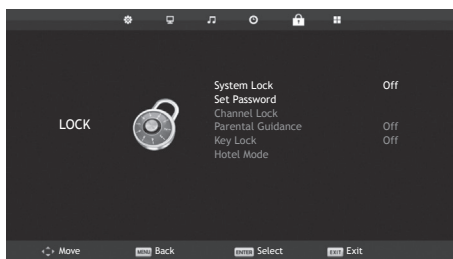 System Lock Off
Set Password
Channel Lock
LOCK
Parental Guidance Off
Key Lock Off
Hotel Mode
Move MENU Back ENTER Select EXIT Exit